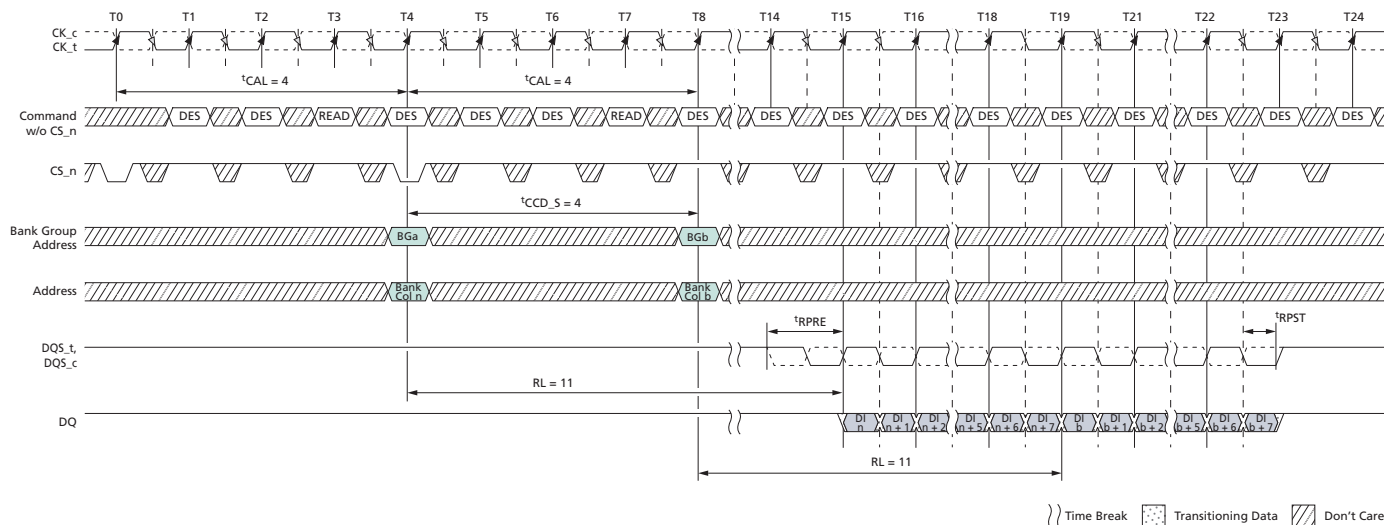 T0 T1 T2 T3 T4 T5 T6 T7 T8 T14 T15 T16 T18 T19 T21 T22 T23 T24
CK_c
CK_t
tCAL = 4 tCAL = 4
Command
w/o CS_n
DES DES READ DES DES DES READ DES DES DES DES DES DES DES DES DES DES
CS_n
tCCD_S = 4
Bank Group
Address
BGa BGb
Address
Bank
Col n
Bank
Col b
tRPRE tRPST
DQS_t,
DQS_c
RL = 11
DQ
DI
n
DI
n + 1
DI
n + 2
DI
n + 5
DI
n + 6
DI
n + 7
DI
b
DI
b + 1
DI
b + 2
DI
b + 5
DI
b + 6
DI
b + 7
RL = 11
Time Break Transitioning Data Don't Care